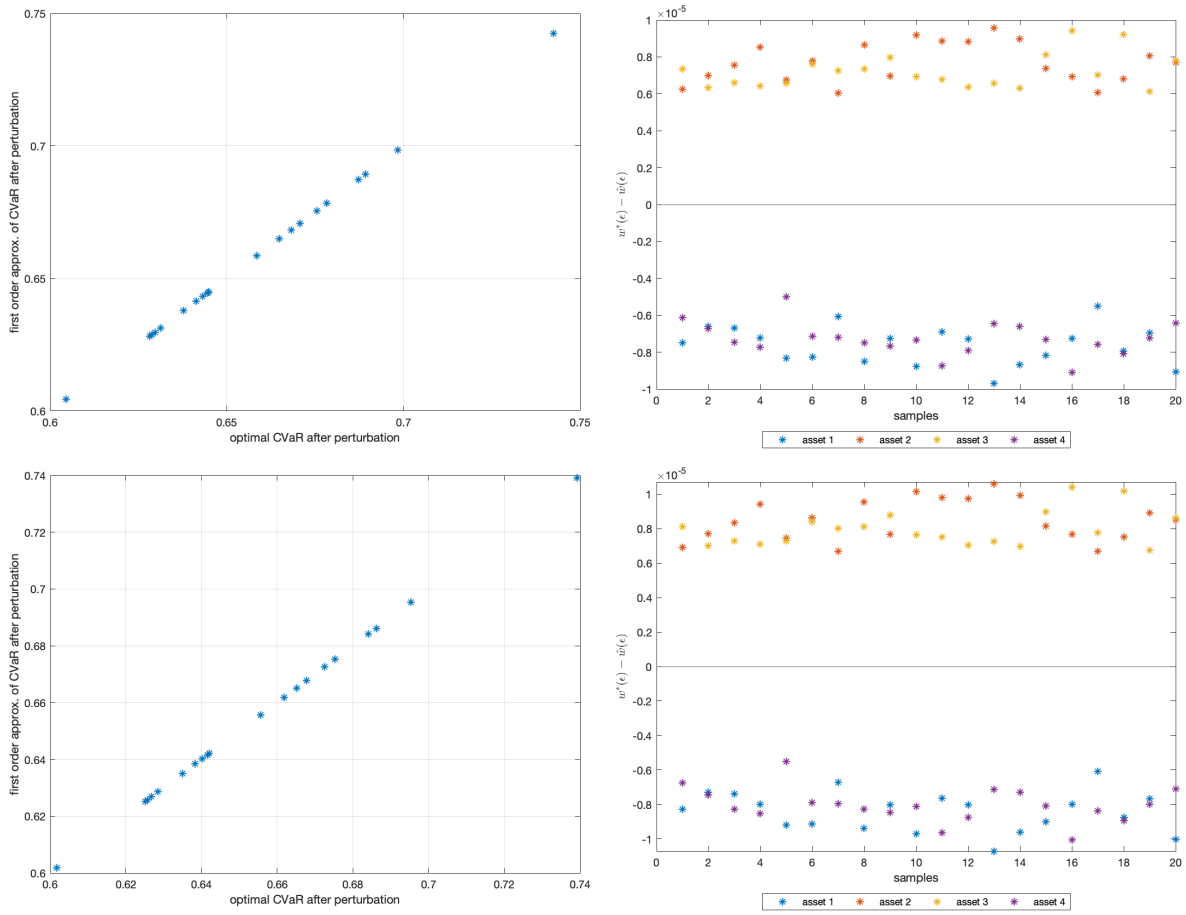 0.75
0.7
0.65
0.6
0.6 0.65 0.7 0.75
first order approx. of CVaR after perturbation
optimal CVaR after perturbation
×10⁻⁵
1
0.8
0.6
0.4
0.2
0
-0.2
-0.4
-0.6
-0.8
-1
0 2 4 6 8 10 12 14 16 18 20
w*(ϵ) − ŵ(ϵ)
samples
asset 1 asset 2 asset 3 asset 4
0.74
0.72
0.7
0.68
0.66
0.64
0.62
0.6
0.6 0.62 0.64 0.66 0.68 0.7 0.72 0.74
first order approx. of CVaR after perturbation
optimal CVaR after perturbation
×10⁻⁵
1
0.8
0.6
0.4
0.2
0
-0.2
-0.4
-0.6
-0.8
-1
0 2 4 6 8 10 12 14 16 18 20
w*(ϵ) − ŵ(ϵ)
samples
asset 1 asset 2 asset 3 asset 4